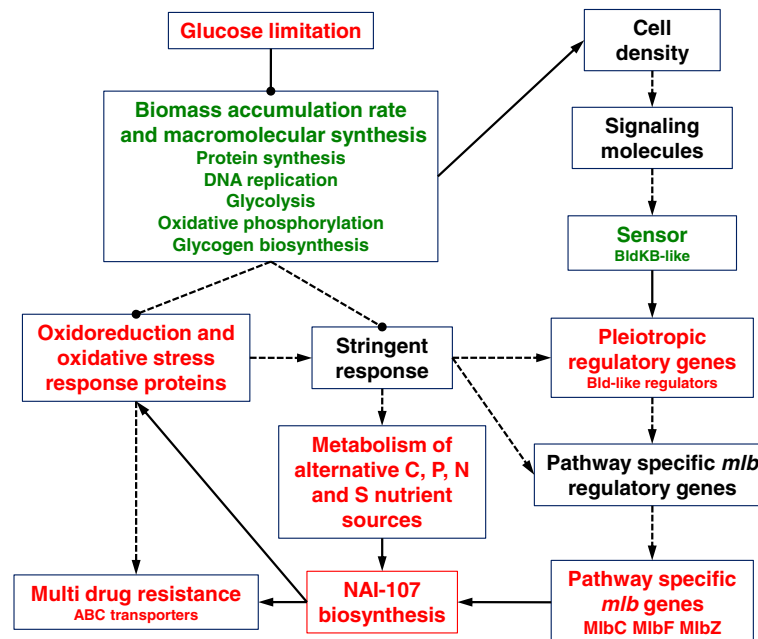 Glucose limitation
Cell
density
Biomass accumulation rate
and macromolecular synthesis
Protein synthesis
DNA replication
Glycolysis
Oxidative phosphorylation
Glycogen biosynthesis
Signaling
molecules
Sensor
BldKB-like
Oxidoreduction and
oxidative stress
response proteins
Stringent
response
Pleiotropic
regulatory genes
Bld-like regulators
Metabolism of
alternative C, P, N
and S nutrient
sources
Pathway specific mlb
regulatory genes
Multi drug resistance
ABC transporters
NAI-107
biosynthesis
Pathway specific
mlb genes
MlbC MlbF MlbZ